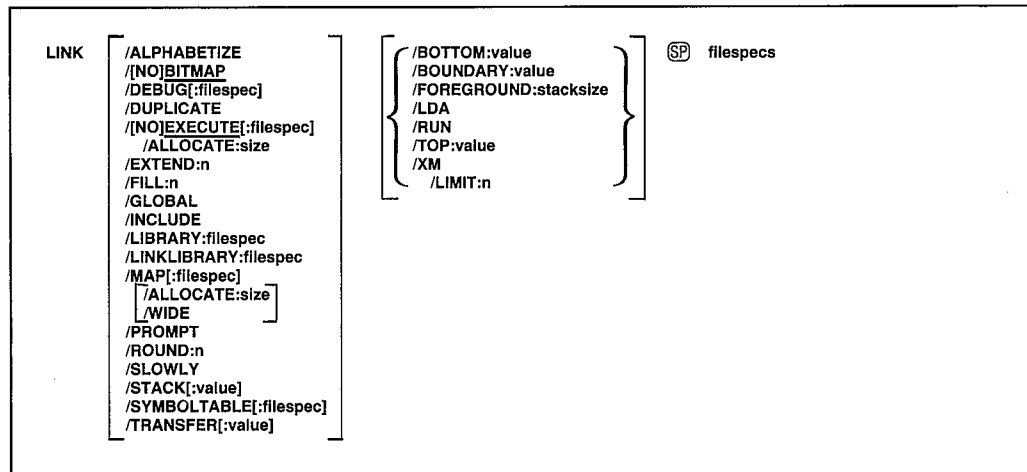 LINK
/ALPHABETIZE
/[NO]BITMAP
/DEBUG[:filespec]
/DUPLICATE
/[NO]EXECUTE[:filespec]
/ALLOCATE:size
/EXTEND:n
/FILL:n
/GLOBAL
/INCLUDE
/LIBRARY:filespec
/LINKLIBRARY:filespec
/MAP[:filespec]
/ALLOCATE:size
/WIDE
/PROMPT
/ROUND:n
/SLOWLY
/STACK[:value]
/SYMBOLTABLE[:filespec]
/TRANSFER[:value]
/BOTTOM:value
/BOUNDARY:value
/FOREGROUND:stacksize
/LDA
/RUN
/TOP:value
/XM
/LIMIT:n
SP filespecs